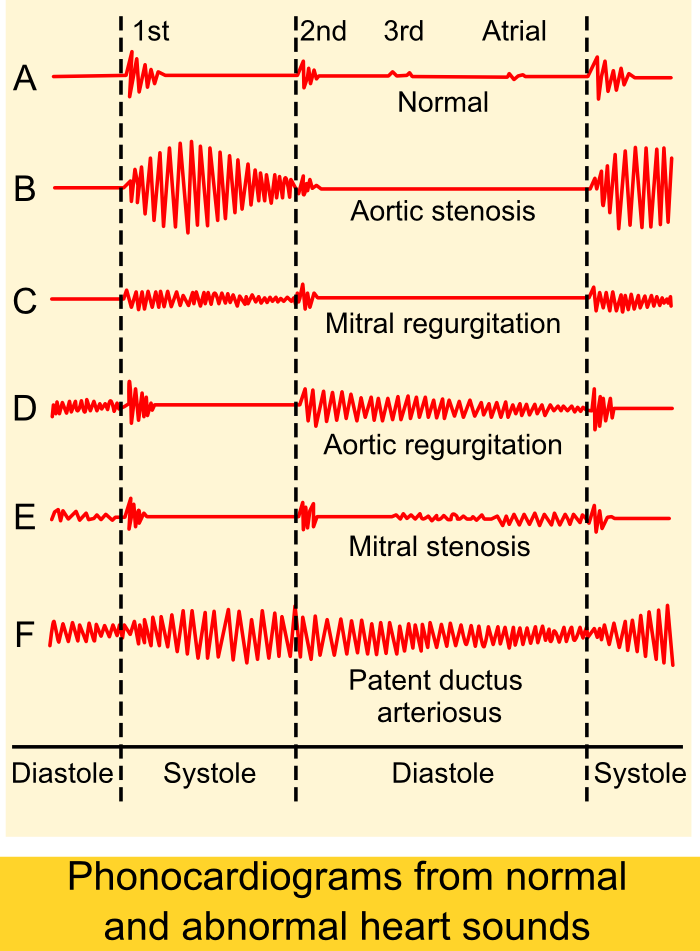 1st 2nd 3rd Atrial
A
Normal
B
Aortic stenosis
C
Mitral regurgitation
D
Aortic regurgitation
E
Mitral stenosis
F
Patent ductus
arteriosus
Diastole Systole Diastole Systole
Phonocardiograms from normal
and abnormal heart sounds